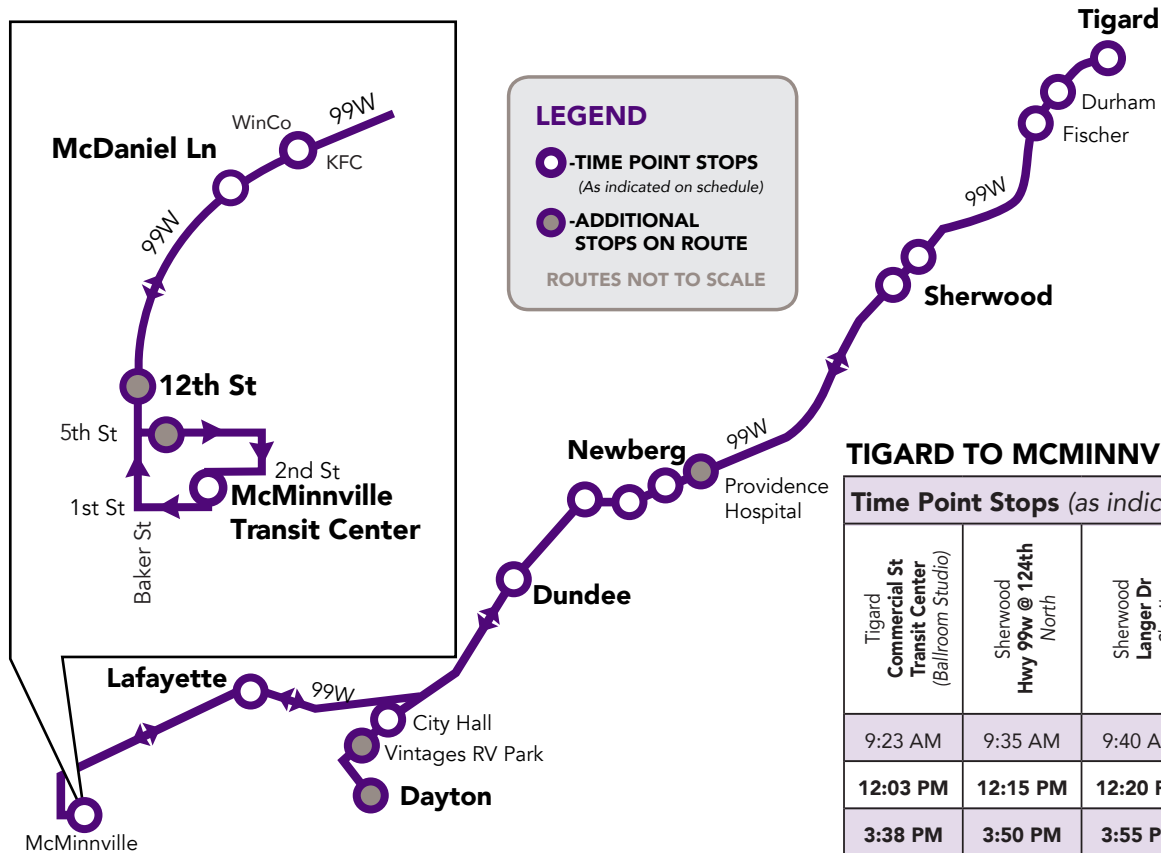 Tigard
Durham
Fischer
99W
Sherwood
LEGEND
-TIME POINT STOPS
(As indicated on schedule)
-ADDITIONAL
STOPS ON ROUTE
ROUTES NOT TO SCALE
99W
WinCo
KFC
McDaniel Ln
99W
12th St
5th St
2nd St
1st St
McMinnville
Transit Center
Baker St
Newberg
99W
Providence
Hospital
Dundee
Lafayette
99W
City Hall
Vintages RV Park
Dayton
McMinnville
TIGARD TO MCMINNV
Time Point Stops (as indic
Tigard
Commercial St
Transit Center
(Ballroom Studio)
Sherwood
Hwy 99w @ 124th
North
Sherwood
Langer Dr
9:23 AM 9:35 AM 9:40 A
12:03 PM 12:15 PM 12:20 P
3:38 PM 3:50 PM 3:55 P